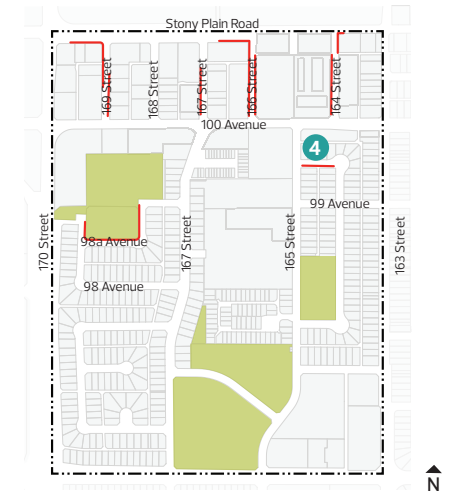 Stony Plain Road
169 Street
168 Street
167 Street
166 Street
164 Street
100 Avenue
4
99 Avenue
170 Street
98a Avenue
167 Street
165 Street
163 Street
98 Avenue
N